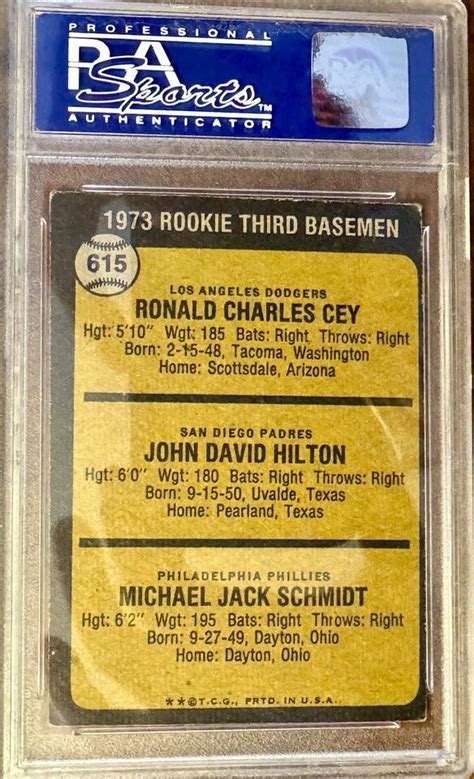 PROFESSIONAL
PSA
Sports™
AUTHENTICATOR
1973 ROOKIE THIRD BASEMEN
615
LOS ANGELES DODGERS
RONALD CHARLES CEY
Hgt: 5'10" Wgt: 185 Bats: Right Throws: Right
Born: 2-15-48, Tacoma, Washington
Home: Scottsdale, Arizona
SAN DIEGO PADRES
JOHN DAVID HILTON
Hgt: 6'0" Wgt: 180 Bats: Right Throws: Right
Born: 9-15-50, Uvalde, Texas
Home: Pearland, Texas
PHILADELPHIA PHILLIES
MICHAEL JACK SCHMIDT
Hgt: 6'2" Wgt: 195 Bats: Right Throws: Right
Born: 9-27-49, Dayton, Ohio
Home: Dayton, Ohio
**©T.C.G., PRTD. IN U.S.A.